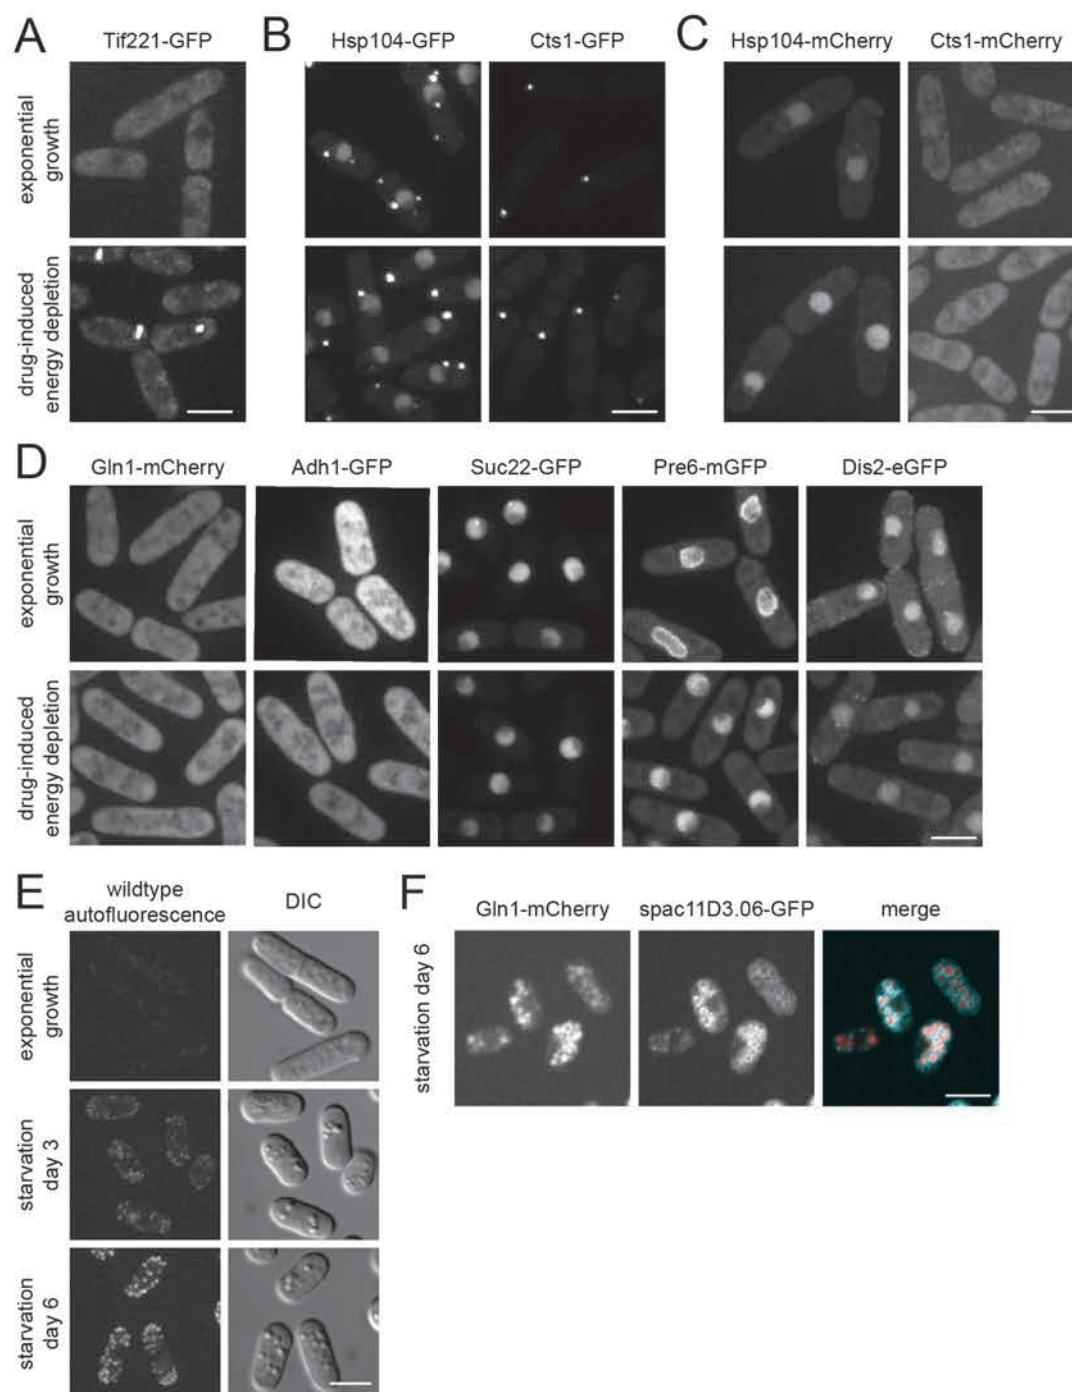 A
Tif221-GFP
B
Hsp104-GFP
Cts1-GFP
C
Hsp104-mCherry
Cts1-mCherry
exponential
growth
drug-induced
energy depletion
D
Gln1-mCherry
Adh1-GFP
Suc22-GFP
Pre6-mGFP
Dis2-eGFP
exponential
growth
drug-induced
energy depletion
E
wildtype
autofluorescence
DIC
exponential
growth
starvation
day 3
starvation
day 6
F
Gln1-mCherry
spac11D3.06-GFP
merge
starvation day 6